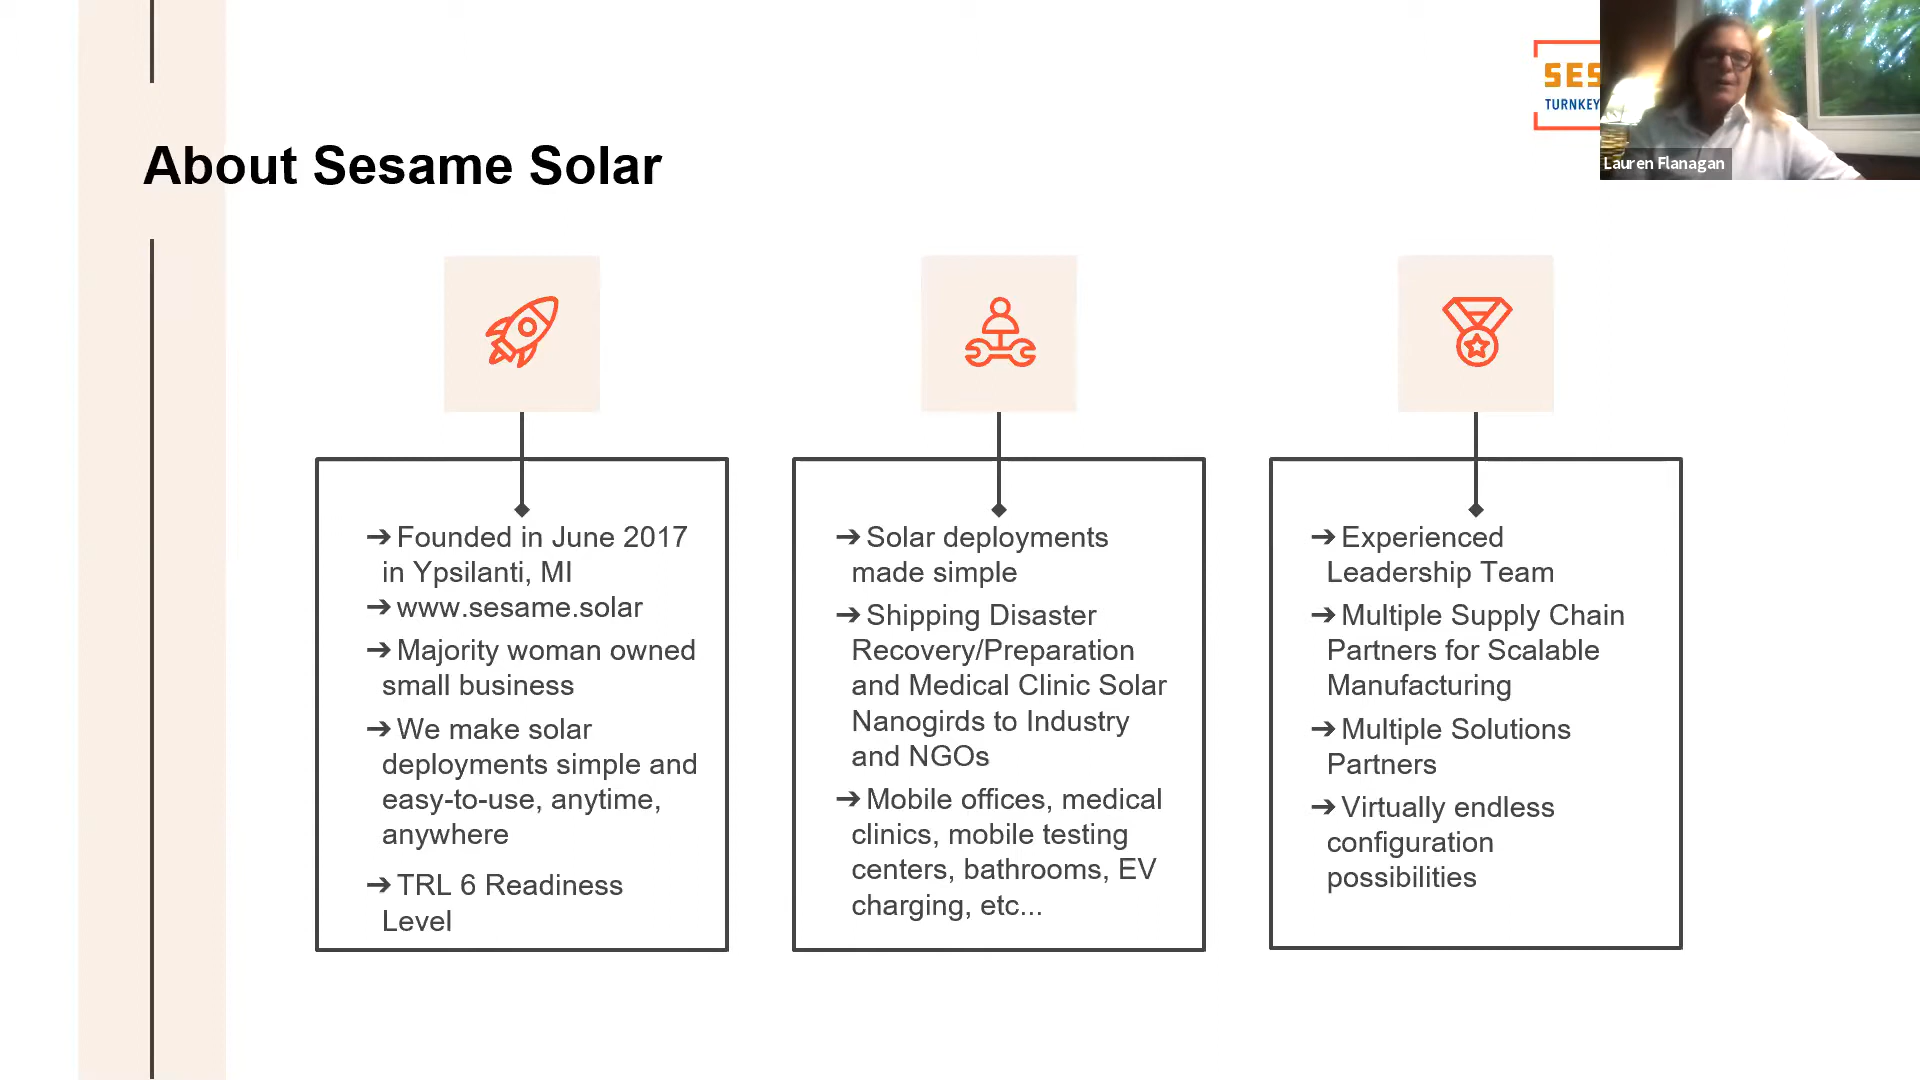 SES
TURNKEY
Lauren Flanagan
About Sesame Solar
➔ Founded in June 2017
in Ypsilanti, MI
➔ www.sesame.solar
➔ Majority woman owned
small business
➔ We make solar
deployments simple and
easy-to-use, anytime,
anywhere
➔ TRL 6 Readiness
Level
➔ Solar deployments
made simple
➔ Shipping Disaster
Recovery/Preparation
and Medical Clinic Solar
Nanogirds to Industry
and NGOs
➔ Mobile offices, medical
clinics, mobile testing
centers, bathrooms, EV
charging, etc...
➔ Experienced
Leadership Team
➔ Multiple Supply Chain
Partners for Scalable
Manufacturing
➔ Multiple Solutions
Partners
➔ Virtually endless
configuration
possibilities